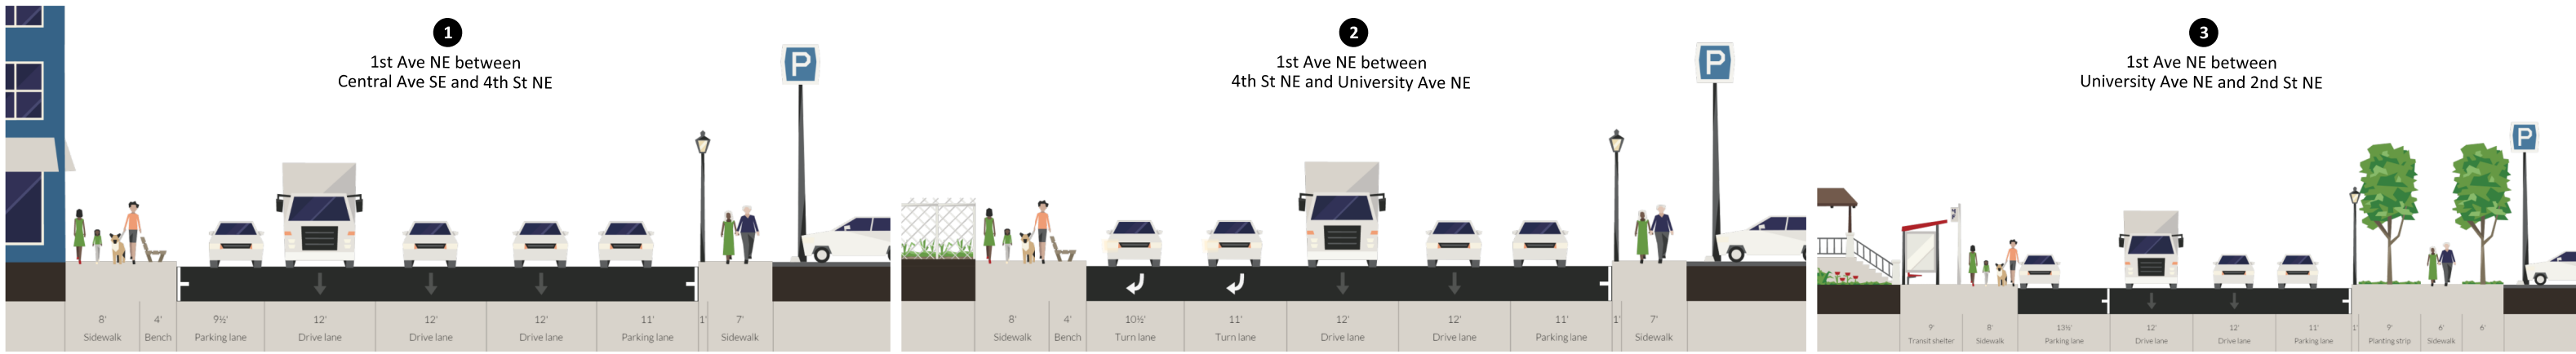 1
1st Ave NE between
Central Ave SE and 4th St NE
P
8' 4' 9½' 12' 12' 12' 11' 1' 7'
Sidewalk Bench Parking lane Drive lane Drive lane Drive lane Parking lane Sidewalk
2
1st Ave NE between
4th St NE and University Ave NE
P
8' 4' 10½' 11' 12' 12' 11' 1' 7'
Sidewalk Bench Turn lane Turn lane Drive lane Drive lane Parking lane Sidewalk
3
1st Ave NE between
University Ave NE and 2nd St NE
P
9' 8' 13½' 12' 12' 11' 1' 9' 6' 6'
Transit shelter Sidewalk Parking lane Drive lane Drive lane Parking lane Planting strip Sidewalk